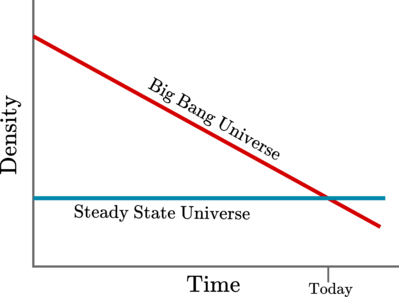 Density
Big Bang Universe
Steady State Universe
Time
Today